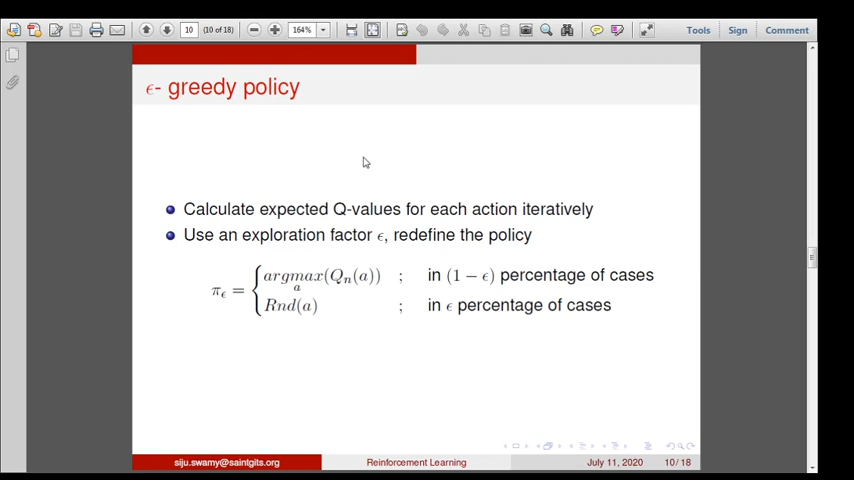 10 (10 of 18) 164% Tools Sign Comment
ϵ- greedy policy
Calculate expected Q-values for each action iteratively
Use an exploration factor ϵ, redefine the policy
π_ϵ = { argmax_a(Q_n(a)) ; in (1 − ϵ) percentage of cases
Rnd(a) ; in ϵ percentage of cases
siju.swamy@saintgits.org Reinforcement Learning July 11, 2020 10/18